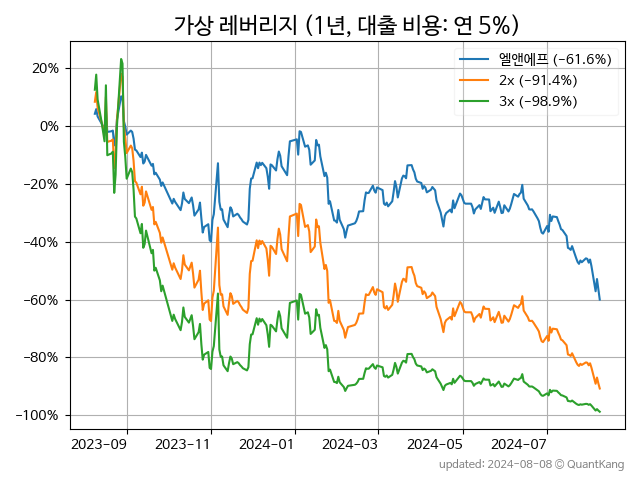 가상 레버리지 (1년, 대출 비용: 연 5%)
엘앤에프 (−61.6%)
2x (−91.4%)
3x (−98.9%)
20%
0%
−20%
−40%
−60%
−80%
−100%
2023-09 2023-11 2024-01 2024-03 2024-05 2024-07
updated: 2024-08-08 © QuantKang